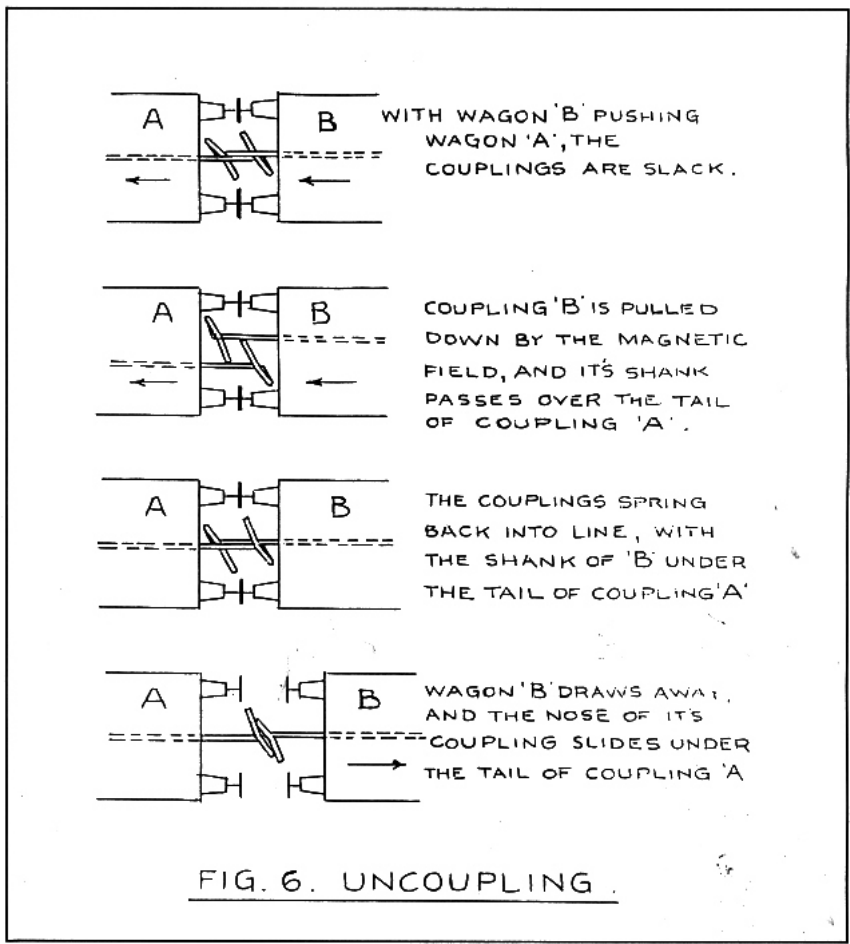 A B WITH WAGON 'B' PUSHING
WAGON 'A', THE
COUPLINGS ARE SLACK.
A B COUPLING 'B' IS PULLED
DOWN BY THE MAGNETIC
FIELD, AND IT'S SHANK
PASSES OVER THE TAIL
OF COUPLING 'A'.
A B THE COUPLINGS SPRING
BACK INTO LINE, WITH
THE SHANK OF 'B' UNDER
THE TAIL OF COUPLING 'A'
A B WAGON 'B' DRAWS AWAY,
AND THE NOSE OF IT'S
COUPLING SLIDES UNDER
THE TAIL OF COUPLING 'A
FIG. 6. UNCOUPLING.